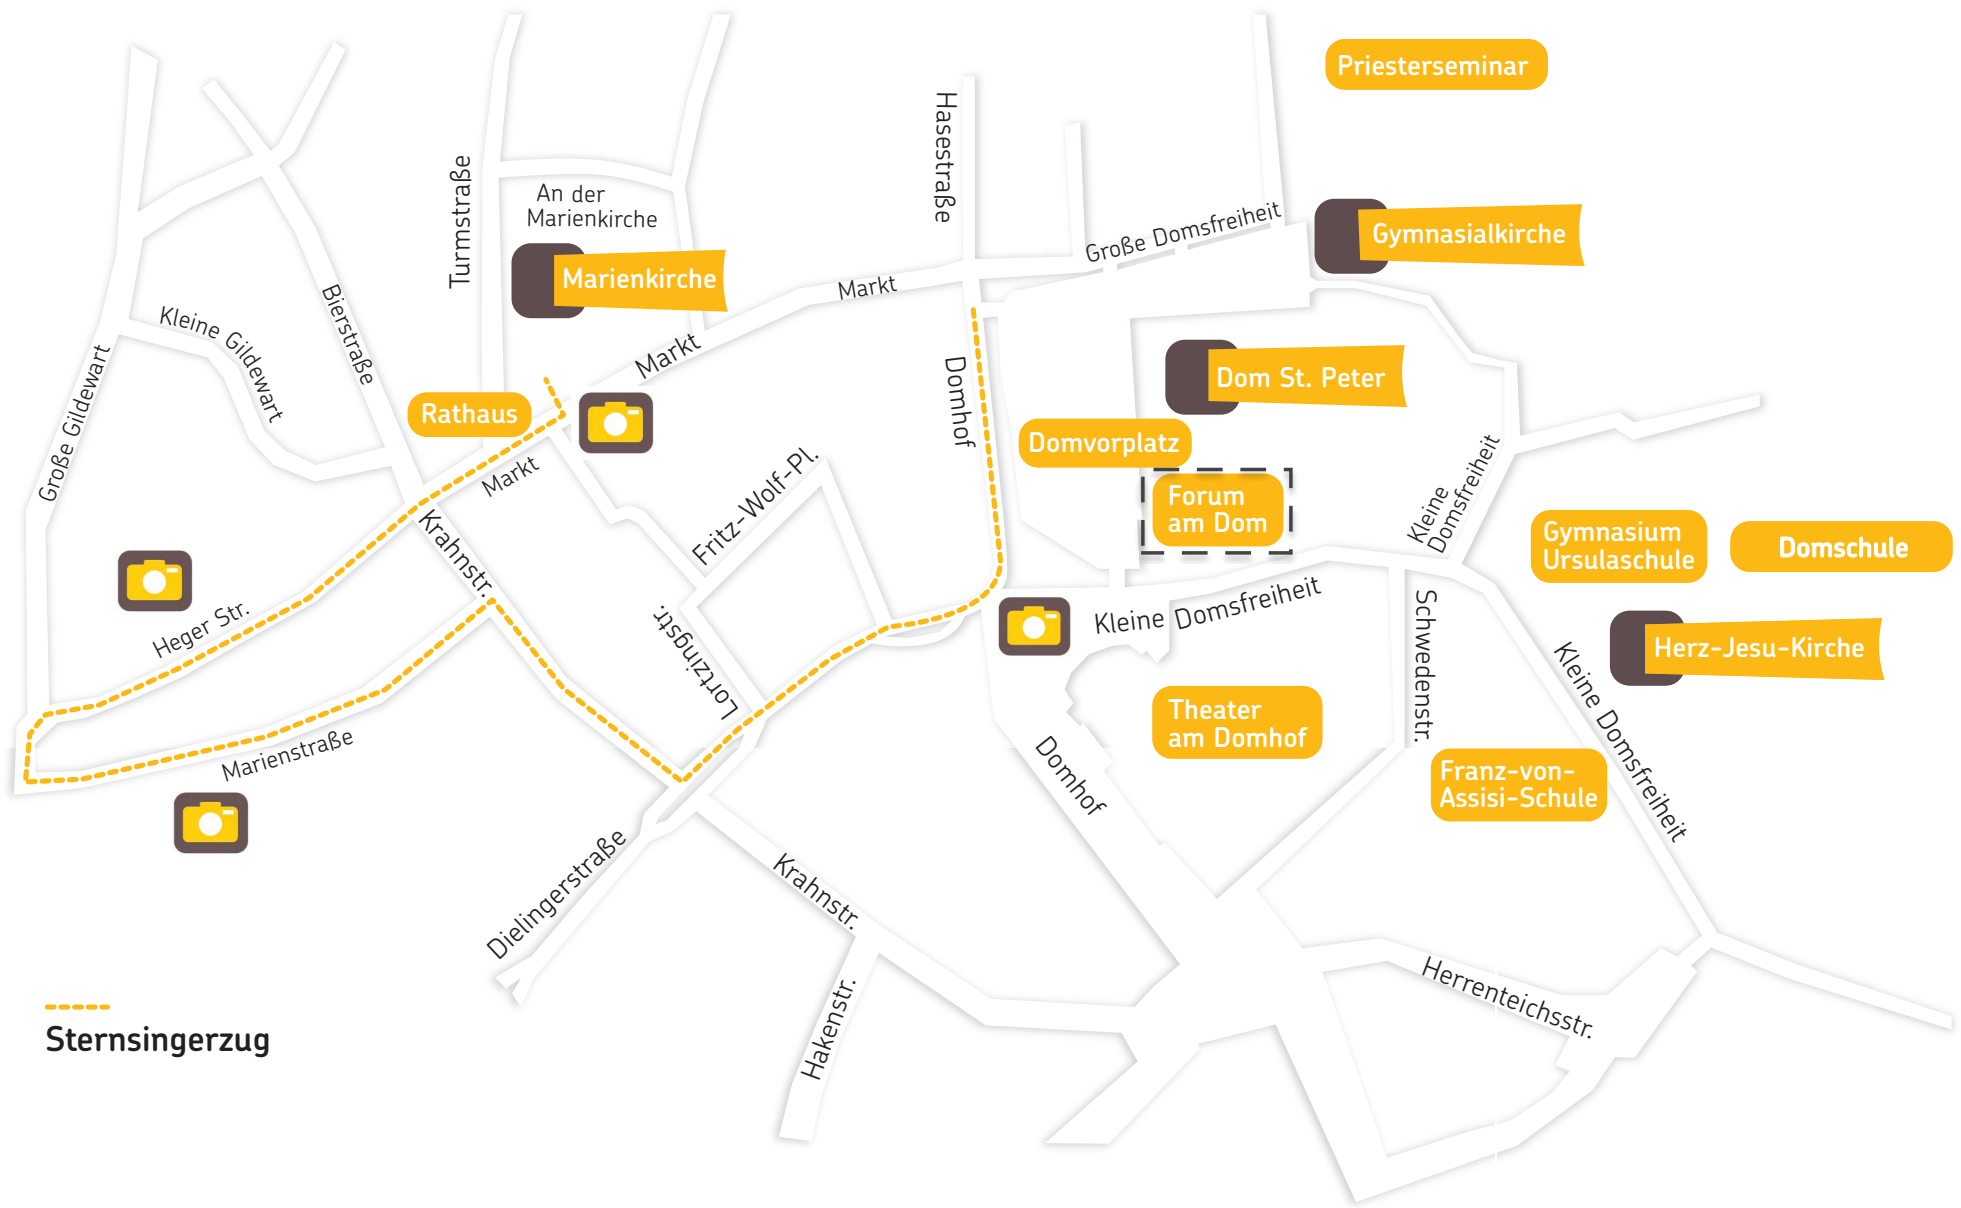 Priesterseminar
Hasestraße
Turmstraße
An der
Marienkirche
Große Domsfreiheit
Gymnasialkirche
Marienkirche
Markt
Bierstraße
Kleine Gildewart
Große Gildewart
Markt
Domhof
Dom St. Peter
Rathaus
Domvorplatz
Markt
Fritz-Wolf-Pl.
Forum
am Dom
Kleine
Domsfreiheit
Gymnasium
Ursulaschule
Domschule
Krahnstr.
Heger Str.
Lortzingstr.
Kleine Domsfreiheit
Schwedenstr.
Herz-Jesu-Kirche
Kleine Domsfreiheit
Theater
am Domhof
Marienstraße
Domhof
Franz-von-
Assisi-Schule
Dielingerstraße
Krahnstr.
Hakenstr.
Herrenteichsstr.
Sternsingerzug